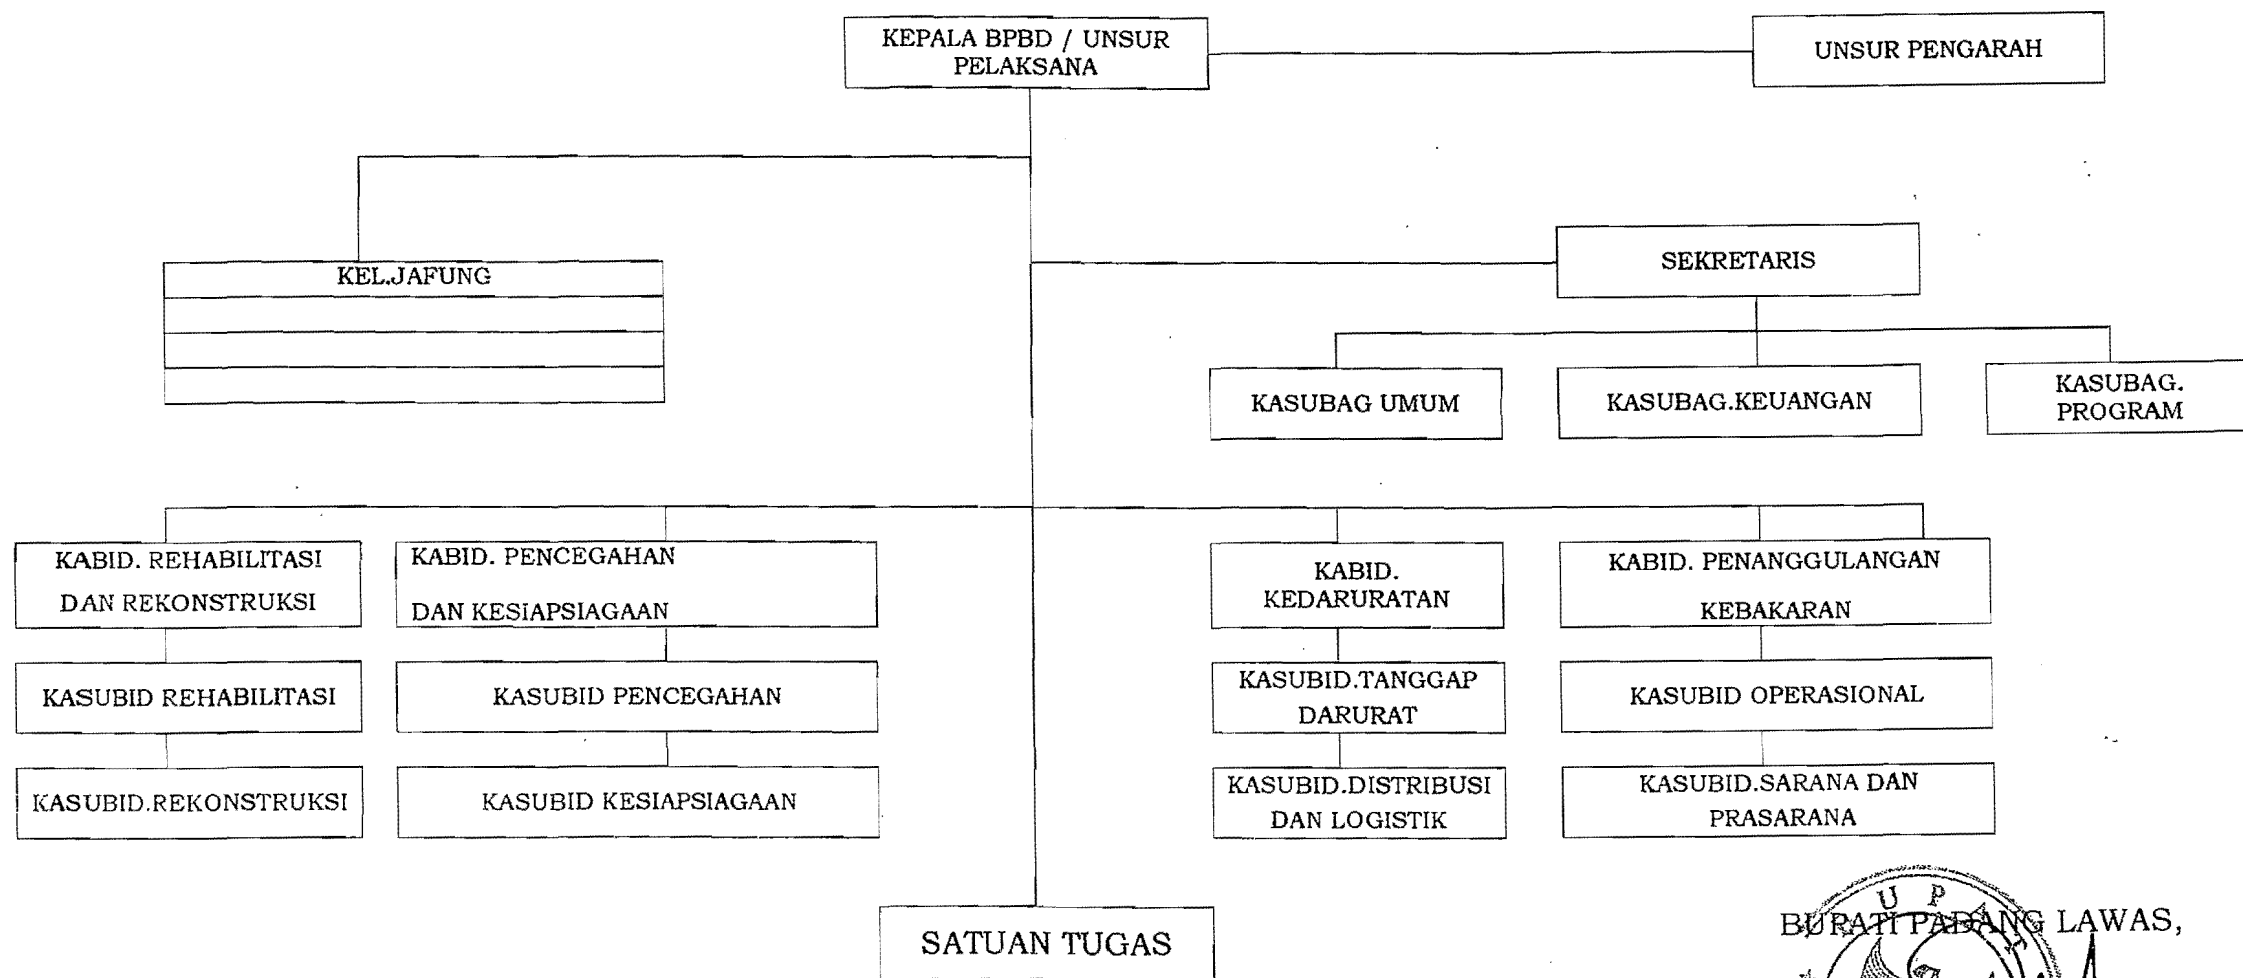 KEPALA BPBD / UNSUR
PELAKSANA
UNSUR PENGARAH
KEL.JAFUNG
SEKRETARIS
KASUBAG UMUM
KASUBAG.KEUANGAN
KASUBAG.
PROGRAM
KABID. REHABILITASI
DAN REKONSTRUKSI
KABID. PENCEGAHAN
DAN KESIAPSIAGAAN
KABID.
KEDARURATAN
KABID. PENANGGULANGAN
KEBAKARAN
KASUBID REHABILITASI
KASUBID PENCEGAHAN
KASUBID.TANGGAP
DARURAT
KASUBID OPERASIONAL
KASUBID.REKONSTRUKSI
KASUBID KESIAPSIAGAAN
KASUBID.DISTRIBUSI
DAN LOGISTIK
KASUBID.SARANA DAN
PRASARANA
SATUAN TUGAS
BUPATI PADANG LAWAS,